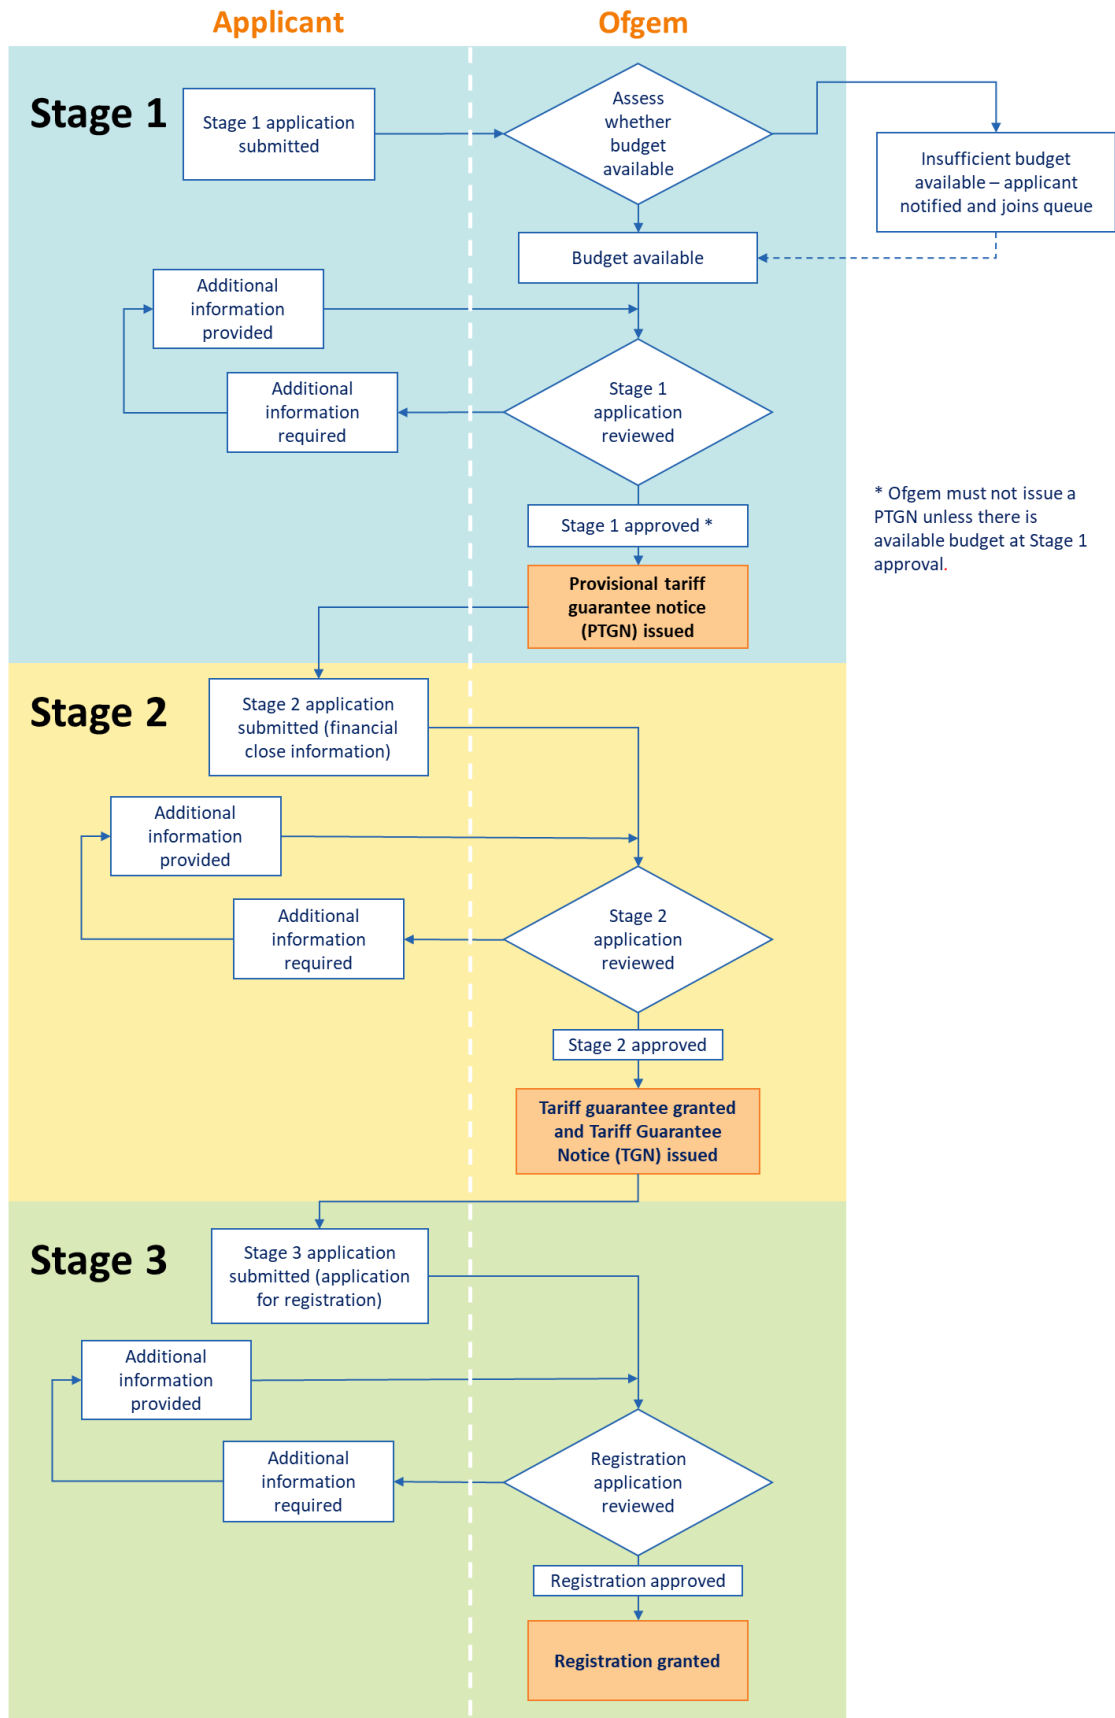 Applicant
Ofgem
Stage 1
Stage 1 application
submitted
Assess
whether
budget
available
Insufficient budget
available – applicant
notified and joins queue
Budget available
Additional
information
provided
Additional
information
required
Stage 1
application
reviewed
Stage 1 approved *
* Ofgem must not issue a
PTGN unless there is
available budget at Stage 1
approval.
Provisional tariff
guarantee notice
(PTGN) issued
Stage 2
Stage 2 application
submitted (financial
close information)
Additional
information
provided
Additional
information
required
Stage 2
application
reviewed
Stage 2 approved
Tariff guarantee granted
and Tariff Guarantee
Notice (TGN) issued
Stage 3
Stage 3 application
submitted (application
for registration)
Additional
information
provided
Additional
information
required
Registration
application
reviewed
Registration approved
Registration granted